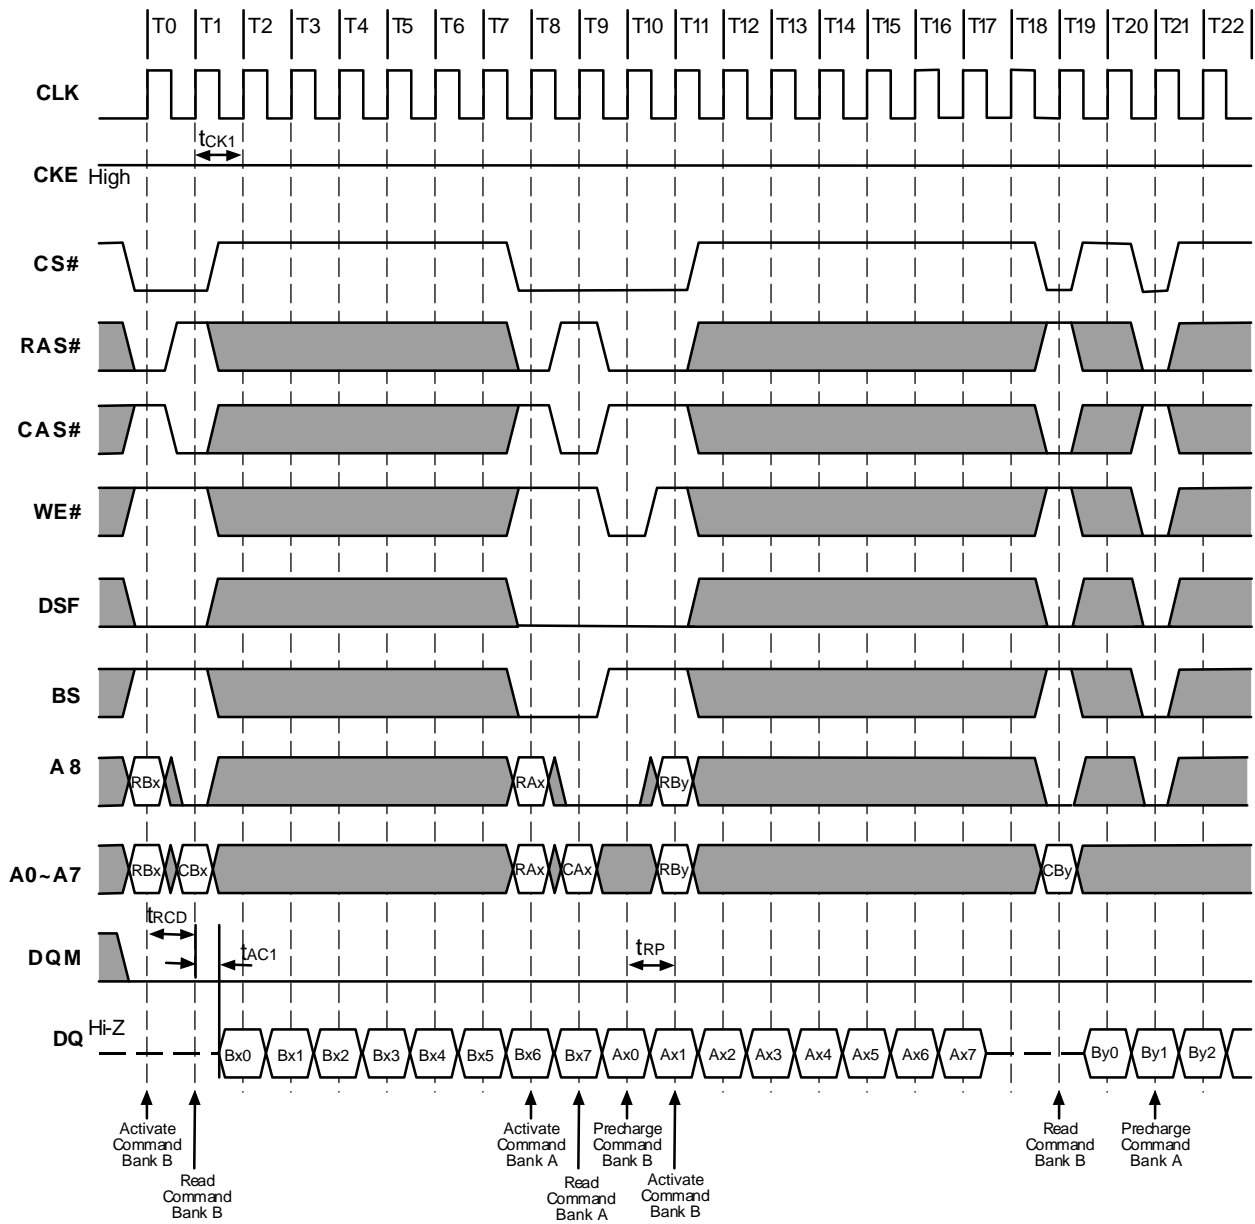 T0 T1 T2 T3 T4 T5 T6 T7 T8 T9 T10 T11 T12 T13 T14 T15 T16 T17 T18 T19 T20 T21 T22
CLK
tCK1
CKE High
CS#
RAS#
CAS#
WE#
DSF
BS
A8 RBx RAx RBy
A0~A7 RBx CBx RAx CAx RBy CBy
tRCD
DQM tAC1 tRP
DQ Hi-Z Bx0 Bx1 Bx2 Bx3 Bx4 Bx5 Bx6 Bx7 Ax0 Ax1 Ax2 Ax3 Ax4 Ax5 Ax6 Ax7 By0 By1 By2
Activate
Command
Bank B
Read
Command
Bank B
Activate
Command
Bank A
Read
Command
Bank A
Precharge
Command
Bank B
Activate
Command
Bank B
Read
Command
Bank B
Precharge
Command
Bank A